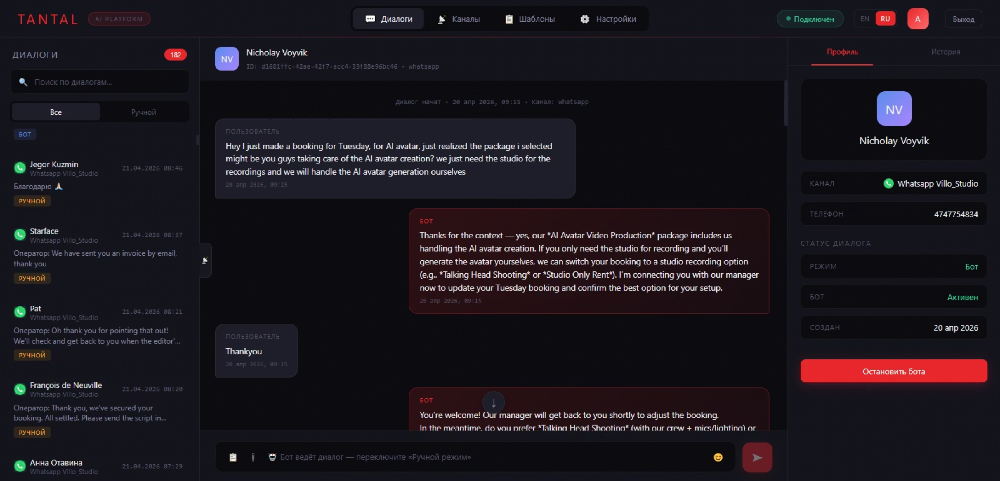 TANTAL
AI PLATFORM
Диалоги
Каналы
Шаблоны
Настройки
Подключён
EN
RU
A
Выход
ДИАЛОГИ
182
Поиск по диалогам...
Все
Ручной
БОТ
Jegor Kuzmin
21.04.2026 08:46
Whatsapp Villo_Studio
Благодарю 🙏🏻
РУЧНОЙ
Starface
21.04.2026 08:37
Whatsapp Villo_Studio
Оператор: We have sent you an invoice by email,
thank you
РУЧНОЙ
Pat
21.04.2026 08:21
Whatsapp Villo_Studio
Оператор: Oh thank you for pointing that out!
We'll check and get back to you when the editor'...
РУЧНОЙ
François de Neuville
21.04.2026 08:20
Whatsapp Villo_Studio
Оператор: Thank you, we've secured your
booking. All settled. Please send the script in...
РУЧНОЙ
Анна Отавина
21.04.2026 07:29
Whatsapp Villo_Studio
NV
Nicholay Voyvik
ID: d1681ffc-42ae-42f7-acc4-33f88e96bc46 · whatsapp
Диалог начат · 20 апр 2026, 09:15 · Канал: whatsapp
ПОЛЬЗОВАТЕЛЬ
Hey I just made a booking for Tuesday, for AI avatar, just realized the package i selected
might be you guys taking care of the AI avatar creation? we just need the studio for the
recordings and we will handle the AI avatar generation ourselves
20 апр 2026, 09:15
БОТ
Thanks for the context — yes, our *AI Avatar Video Production* package includes us
handling the AI avatar creation. If you only need the studio for recording and you’ll
generate the avatar yourselves, we can switch your booking to a studio recording option
(e.g., *Talking Head Shooting* or *Studio Only Rent*). I’m connecting you with our manager
now to update your Tuesday booking and confirm the best option for your setup.
20 апр 2026, 09:15
ПОЛЬЗОВАТЕЛЬ
Thankyou
20 апр 2026, 09:15
БОТ
You’re welcome! Our manager will get back to you shortly to adjust the booking.
In the meantime, do you prefer *Talking Head Shooting* (with our crew + mics/lighting) or
Бот ведёт диалог — переключите «Ручной режим»
Профиль
История
NV
Nicholay Voyvik
КАНАЛ
Whatsapp Villo_Studio
ТЕЛЕФОН
4747754834
СТАТУС ДИАЛОГА
РЕЖИМ
Бот
БОТ
Активен
СОЗДАН
20 апр 2026
Остановить бота